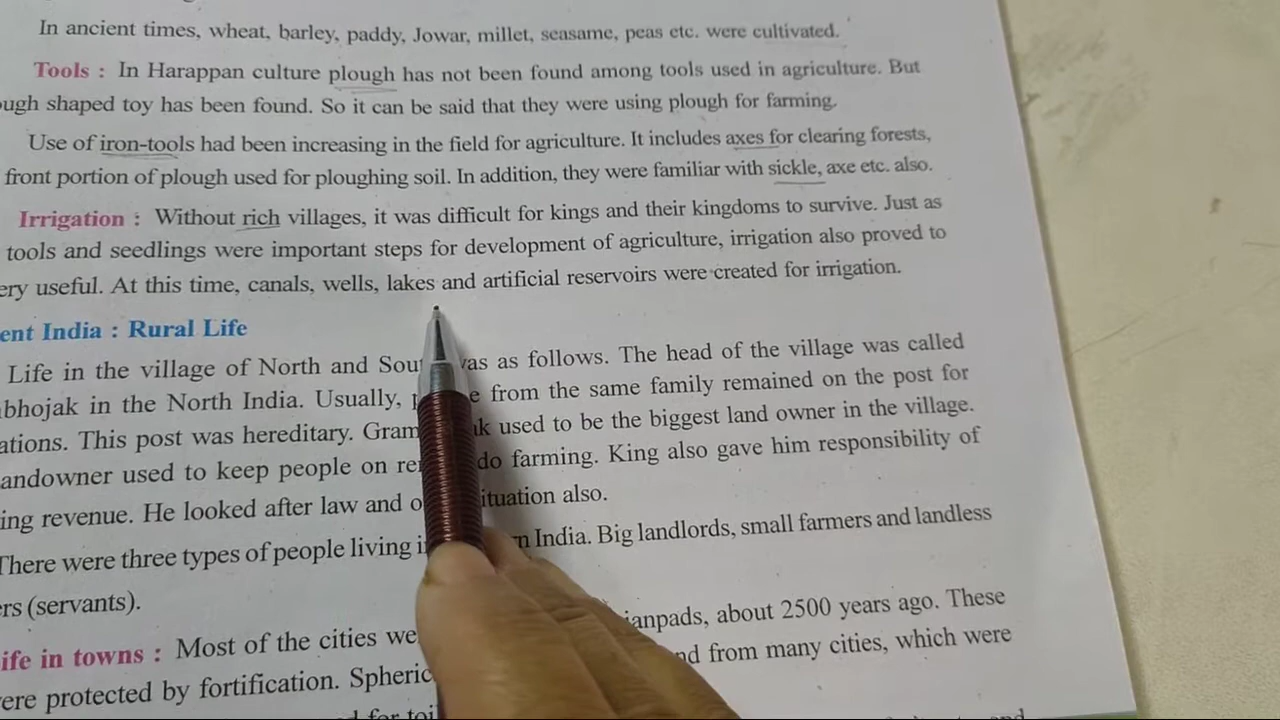 In ancient times, wheat, barley, paddy, Jowar, millet, seasame, peas etc. were cultivated.
Tools : In Harappan culture plough has not been found among tools used in agriculture. But
ugh shaped toy has been found. So it can be said that they were using plough for farming.
Use of iron-tools had been increasing in the field for agriculture. It includes axes for clearing forests,
front portion of plough used for ploughing soil. In addition, they were familiar with sickle, axe etc. also.
Irrigation : Without rich villages, it was difficult for kings and their kingdoms to survive. Just as
tools and seedlings were important steps for development of agriculture, irrigation also proved to
ery useful. At this time, canals, wells, lakes and artificial reservoirs were created for irrigation.
ent India : Rural Life
Life in the village of North and Sou was as follows. The head of the village was called
bhojak in the North India. Usually, from the same family remained on the post for
ations. This post was hereditary. Gram ak used to be the biggest land owner in the village.
andowner used to keep people on re do farming. King also gave him responsibility of
ing revenue. He looked after law and o ituation also.
There were three types of people living i n India. Big landlords, small farmers and landless
ers (servants).
ife in towns : Most of the cities we anpads, about 2500 years ago. These
ere protected by fortification. Spheric nd from many cities, which were
d for toi